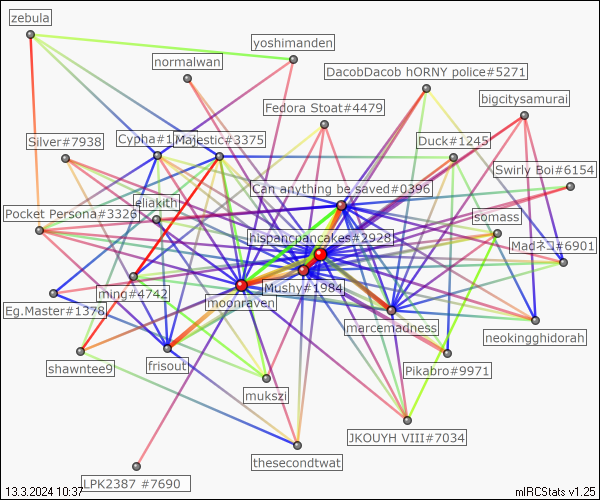 zebula
yoshimanden
normalwan
DacobDacob hORNY police#5271
bigcitysamurai
Fedora Stoat#4479
Silver#7938
Cypha#1
Majestic#3375
Duck#1245
Swirly Boi#6154
Can anything be saved#0396
eliakith
Pocket Persona#3326
somass
hispancpancakes#2928
Madネコ#6901
Mushy#1984
ming#4742
moonraven
Eg.Master#1378
marcemadness
neokingghidorah
shawntee9
frisout
Pikabro#9971
mukszi
JKOUYH VIII#7034
thesecondtwat
LPK2387 #7690
13.3.2024 10:37
mIRCStats v1.25